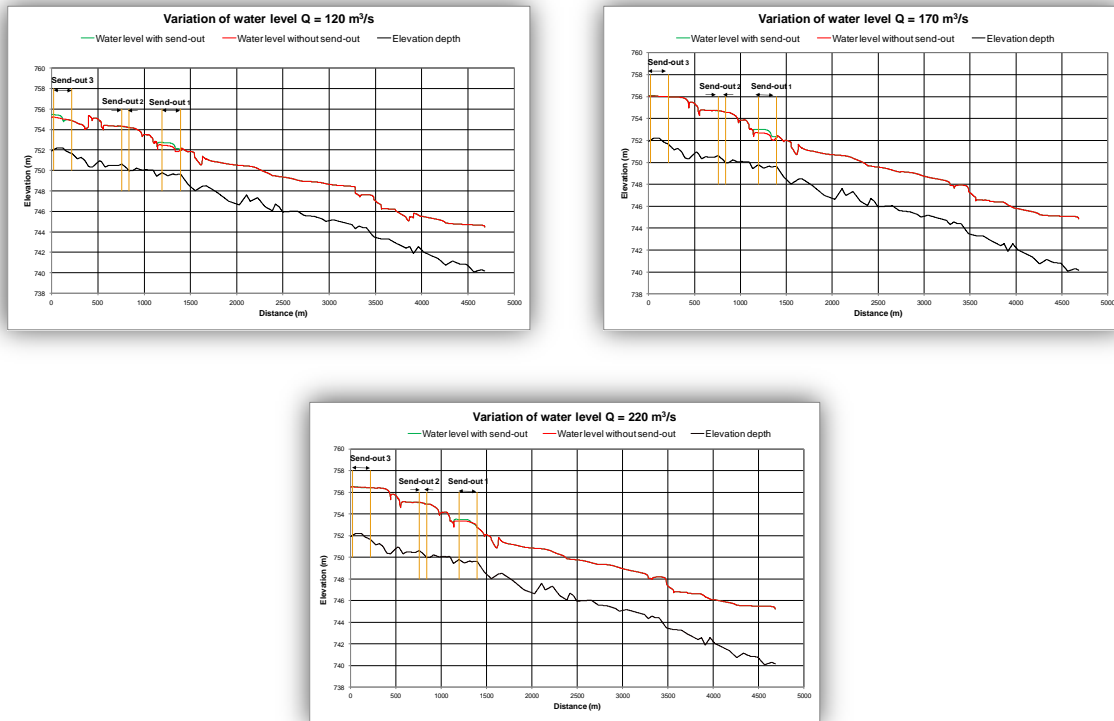 Variation of water level Q = 120 m³/s
Water level with send-out Water level without send-out Elevation depth
760
758
756
754
752
750
748
746
744
742
740
738
Send-out 3
Send-out 2
Send-out 1
Elevation (m)
0 500 1000 1500 2000 2500 3000 3500 4000 4500 5000
Distance (m)
Variation of water level Q = 170 m³/s
Water level with send-out Water level without send-out Elevation depth
760
758
756
754
752
750
748
746
744
742
740
738
Send-out 3
Send-out 2
Send-out 1
Elevation (m)
0 500 1000 1500 2000 2500 3000 3500 4000 4500 5000
Distance (m)
Variation of water level Q = 220 m³/s
Water level with send-out Water level without send-out Elevation depth
760
758
756
754
752
750
748
746
744
742
740
738
Send-out 3
Send-out 2
Send-out 1
Elevation (m)
0 500 1000 1500 2000 2500 3000 3500 4000 4500 5000
Distance (m)